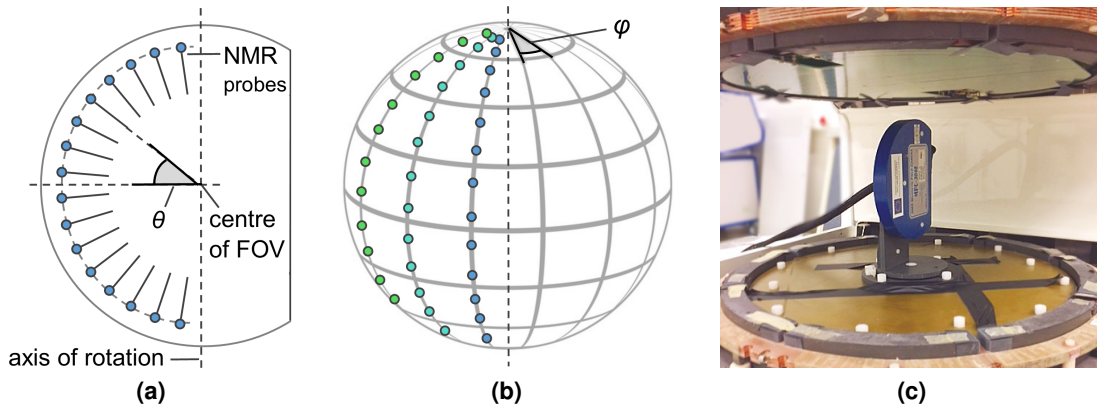 NMR
probes
θ
centre
of FOV
axis of rotation
(a)
φ
(b)
(c)